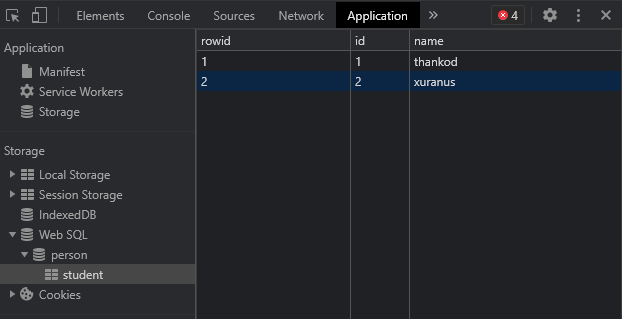 Elements Console Sources Network Application 4
Application
Manifest
Service Workers
Storage
Storage
Local Storage
Session Storage
IndexedDB
Web SQL
person
student
Cookies
rowid id name
1 1 thankod
2 2 xuranus